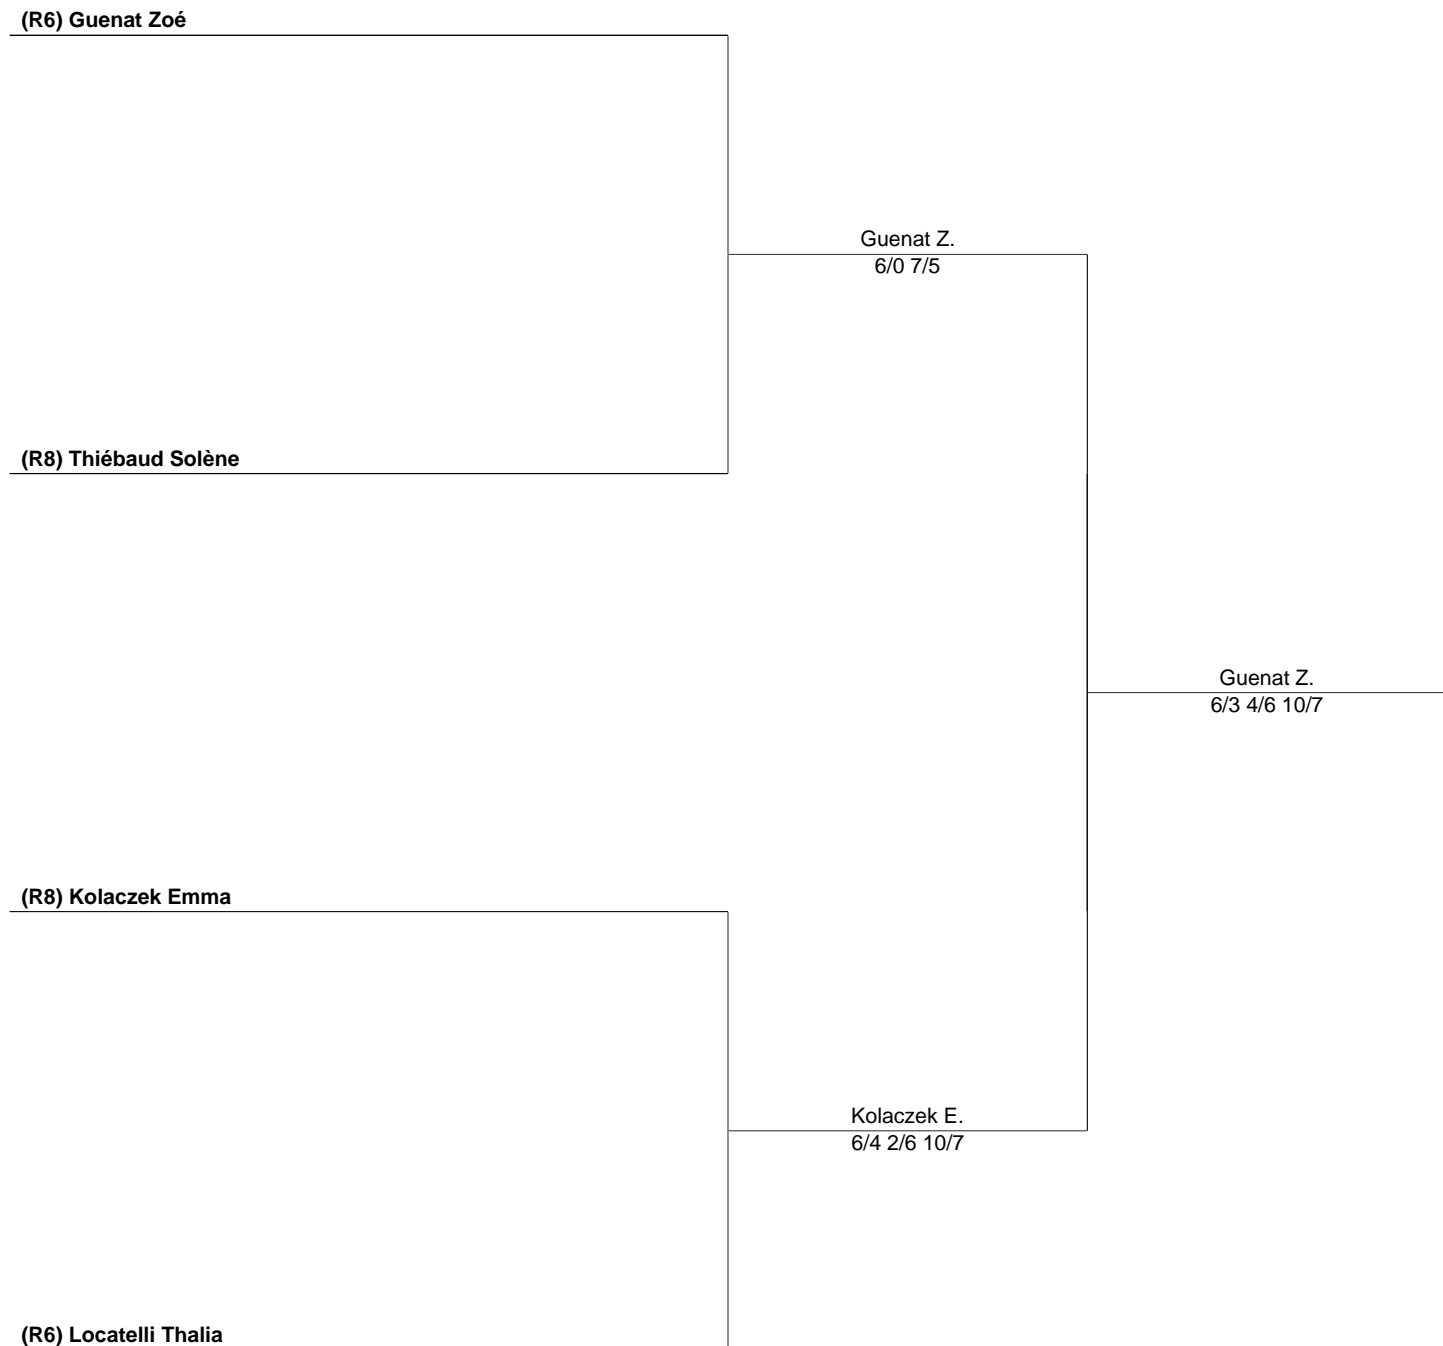 (R6) Guenat Zoé
Guenat Z.
6/0 7/5
(R8) Thiébaud Solène
Guenat Z.
6/3 4/6 10/7
(R8) Kolaczek Emma
Kolaczek E.
6/4 2/6 10/7
(R6) Locatelli Thalia